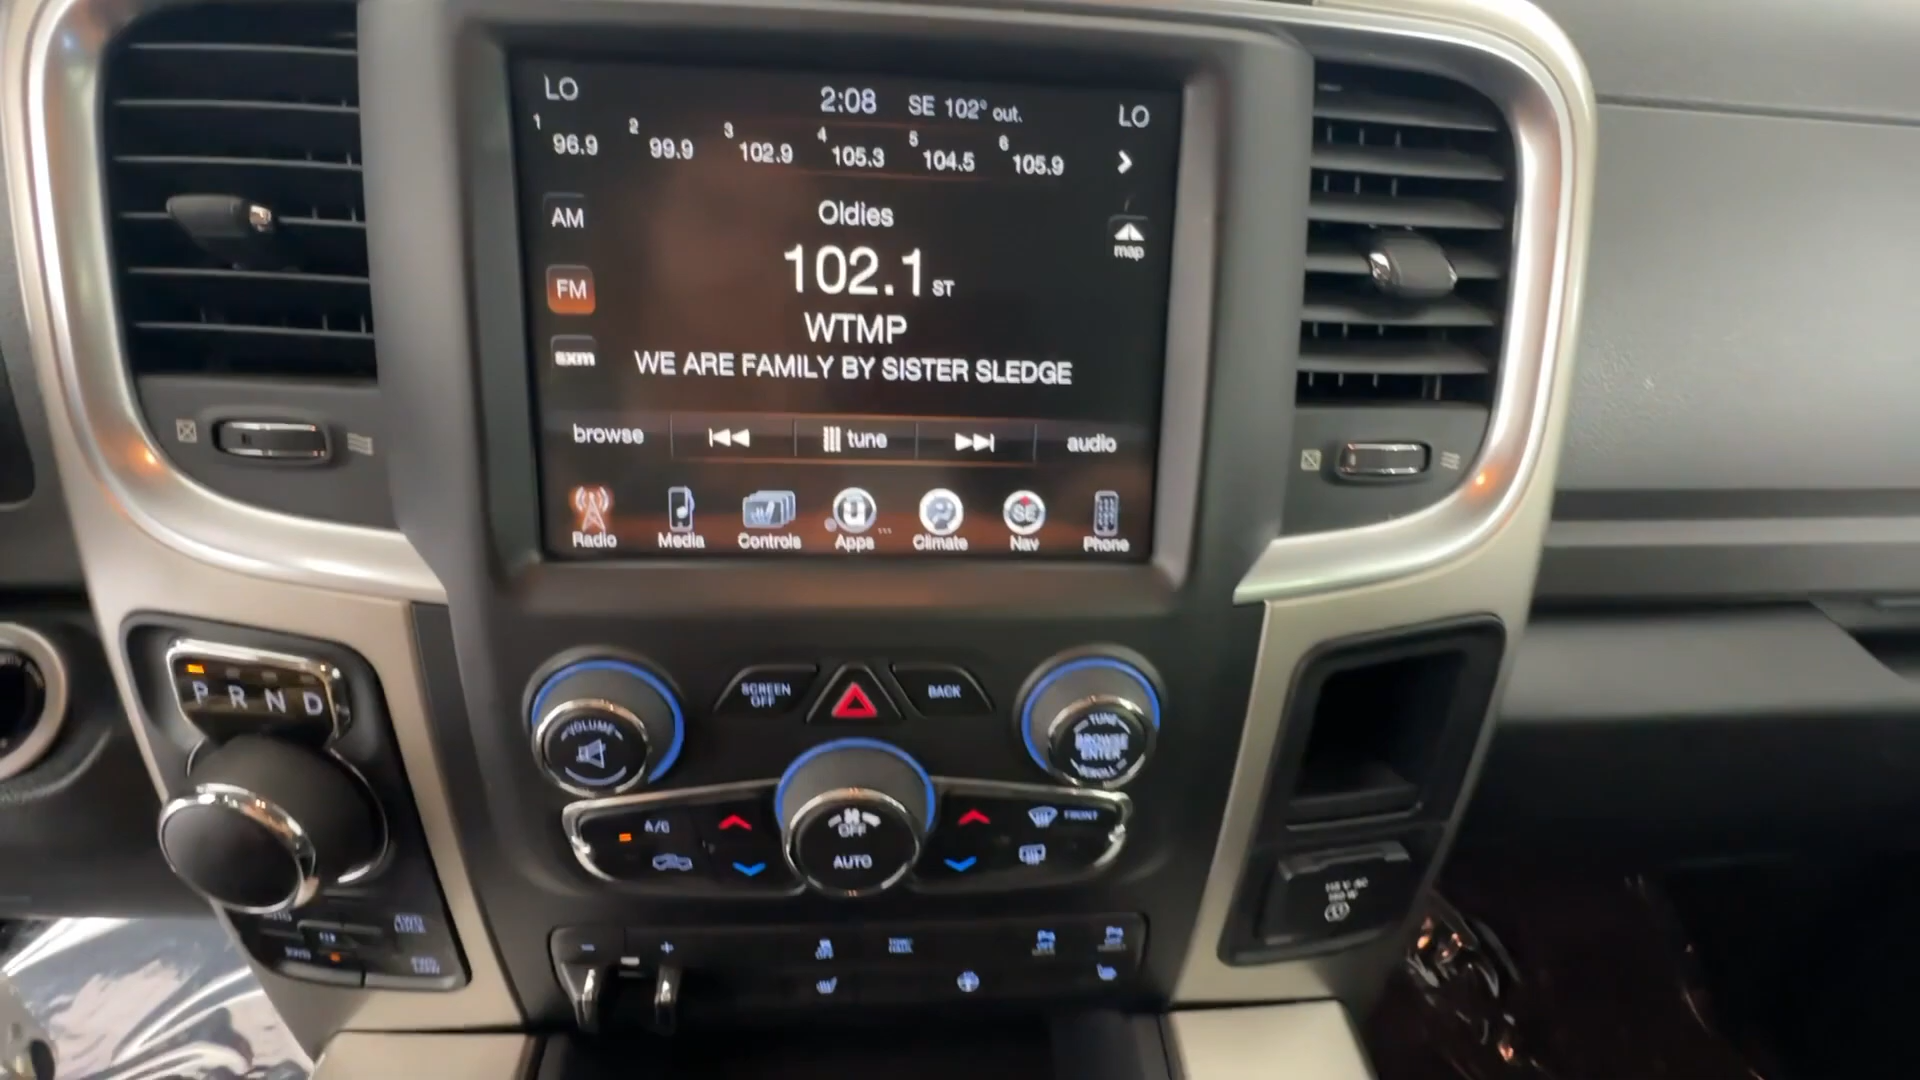 LO 2:08 SE 102° out. LO
1 96.9 2 99.9 3 102.9 4 105.3 5 104.5 6 105.9
AM Oldies
map
FM 102.1 ST
WTMP
sxm WE ARE FAMILY BY SISTER SLEDGE
browse tune audio
Radio Media Controls Apps Climate SE Nav Phone
P R N D
SCREEN OFF BACK
VOLUME
TUNE
BROWSE
ENTER
SCROLL
A/C OFF FRONT
AUTO
- +